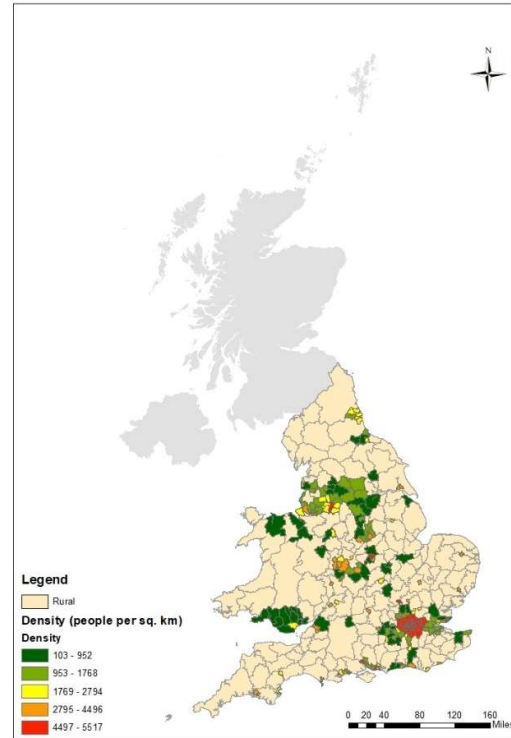 N
Legend
Rural
Density (people per sq. km)
Density
103 - 952
953 - 1768
1769 - 2794
2795 - 4496
4497 - 5517
0 20 40 80 120 160
Miles